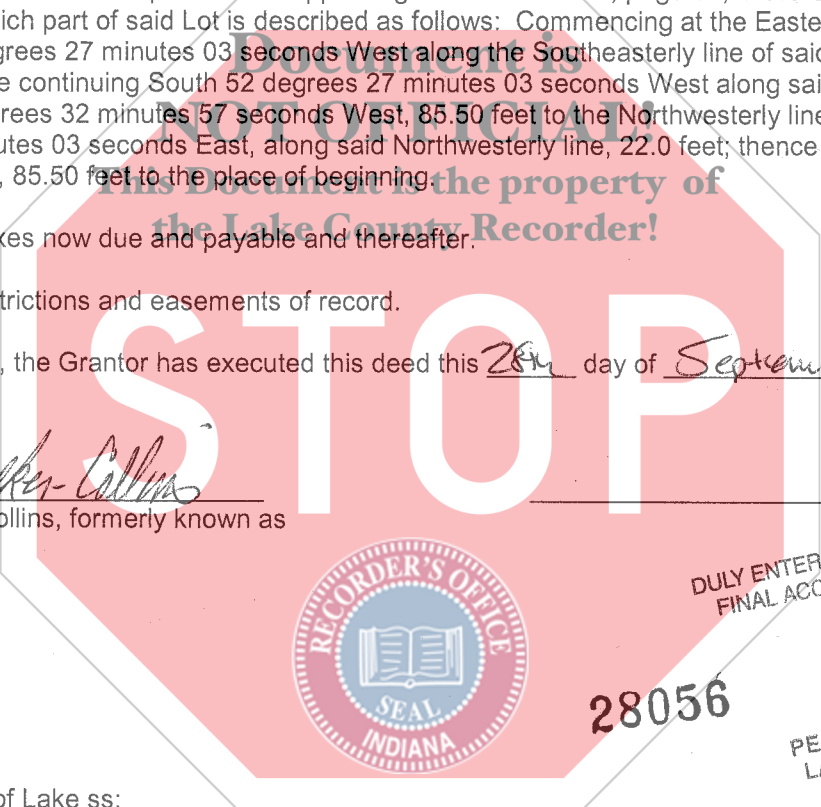 ich part of said Lot is described as follows: Commencing at the Easte
Document is
grees 27 minutes 03 seconds West along the Southeasterly line of said
e continuing South 52 degrees 27 minutes 03 seconds West along sai
NOT OFFICIAL!
rees 32 minutes 57 seconds West, 85.50 feet to the Northwesterly line
utes 03 seconds East, along said Northwesterly line, 22.0 feet; thence
, 85.50 feet to the place of beginning.
This Document is the property of
the Lake County Recorder!
xes now due and payable and thereafter.
trictions and easements of record.
STOP
, the Grantor has executed this deed this 28th day of Septem
ker-Collins
ollins, formerly known as
RECORDER'S OFFICE
SEAL
INDIANA
DULY ENTER
FINAL ACC
28056
PE
LA
of Lake ss: